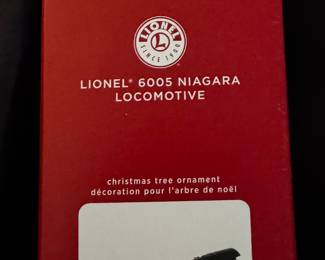 LIONEL
SINCE 1900
LIONEL® 6005 NIAGARA
LOCOMOTIVE
christmas tree ornament
décoration pour l'arbre de noël